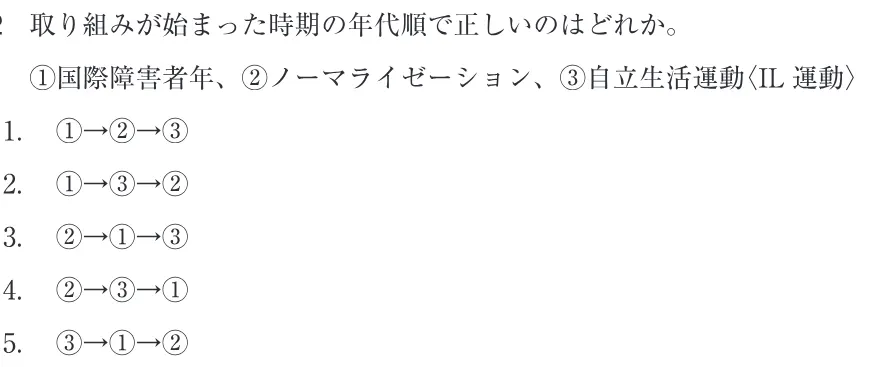 2 取り組みが始まった時期の年代順で正しいのはどれか。
①国際障害者年、②ノーマライゼーション、③自立生活運動〈IL 運動〉
1. ①→②→③
2. ①→③→②
3. ②→①→③
4. ②→③→①
5. ③→①→②